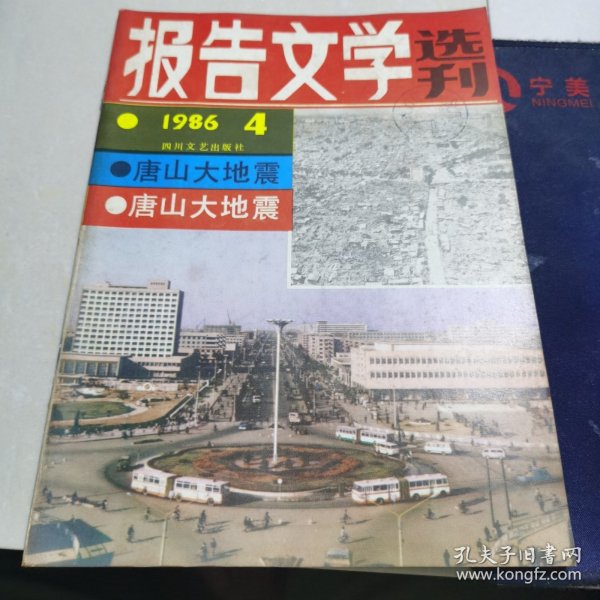 报告文学
选刊
1986 4
四川文艺出版社
唐山大地震
唐山大地震
宁美
NINGMEI
孔夫子旧书网
www.kongfz.com